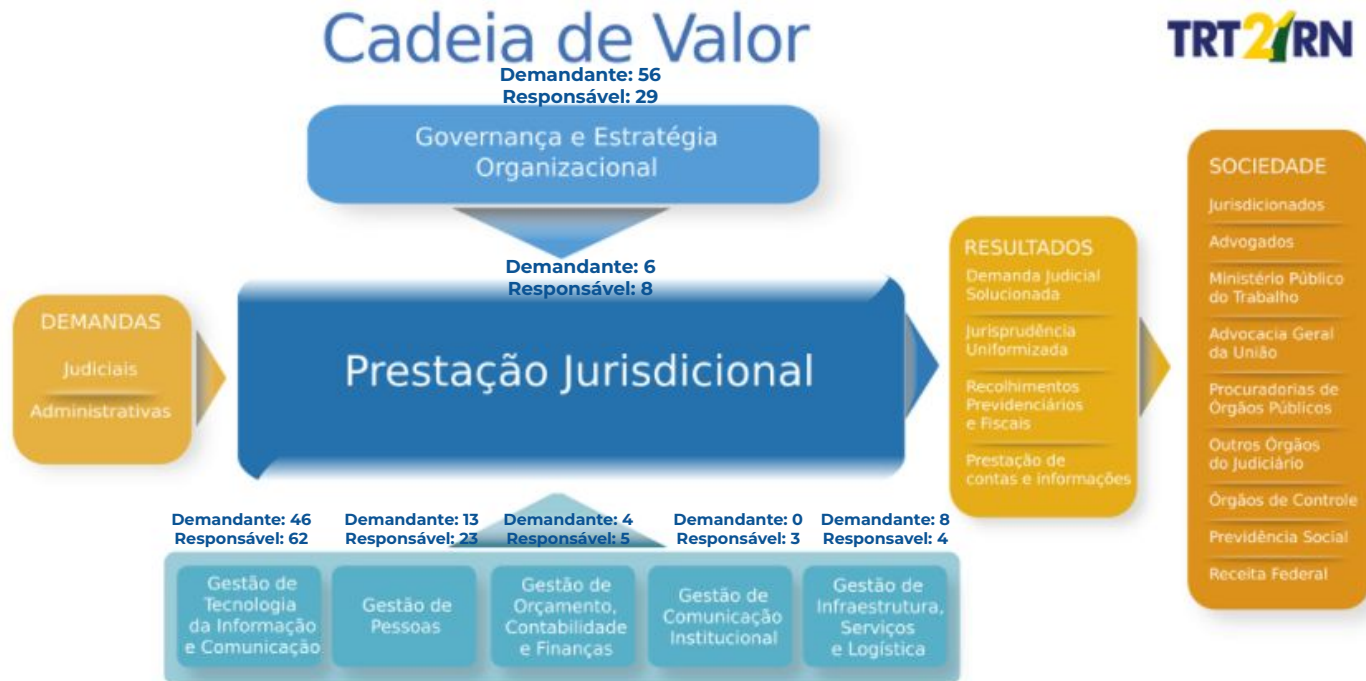 Cadeia de Valor
TRT21RN
Demandante: 56
Responsável: 29
Governança e Estratégia
Organizacional
Demandante: 6
Responsável: 8
Prestação Jurisdicional
DEMANDAS
Judiciais
Administrativas
RESULTADOS
Demanda Judicial
Solucionada
Jurisprudência
Uniformizada
Recolhimentos
Previdenciários
e Fiscais
Prestação de
contas e informações
SOCIEDADE
Jurisdicionados
Advogados
Ministério Público
do Trabalho
Advocacia Geral
da União
Procuradorias de
Órgãos Públicos
Outros Órgãos
do Judiciário
Órgãos de Controle
Previdência Social
Receita Federal
Demandante: 46
Responsável: 62
Gestão de
Tecnologia
da Informação
e Comunicação
Demandante: 13
Responsável: 23
Gestão de
Pessoas
Demandante: 4
Responsável: 5
Gestão de
Orçamento,
Contabilidade
e Finanças
Demandante: 0
Responsável: 3
Gestão de
Comunicação
Institucional
Demandante: 8
Responsavel: 4
Gestão de
Infraestrutura,
Serviços
e Logística